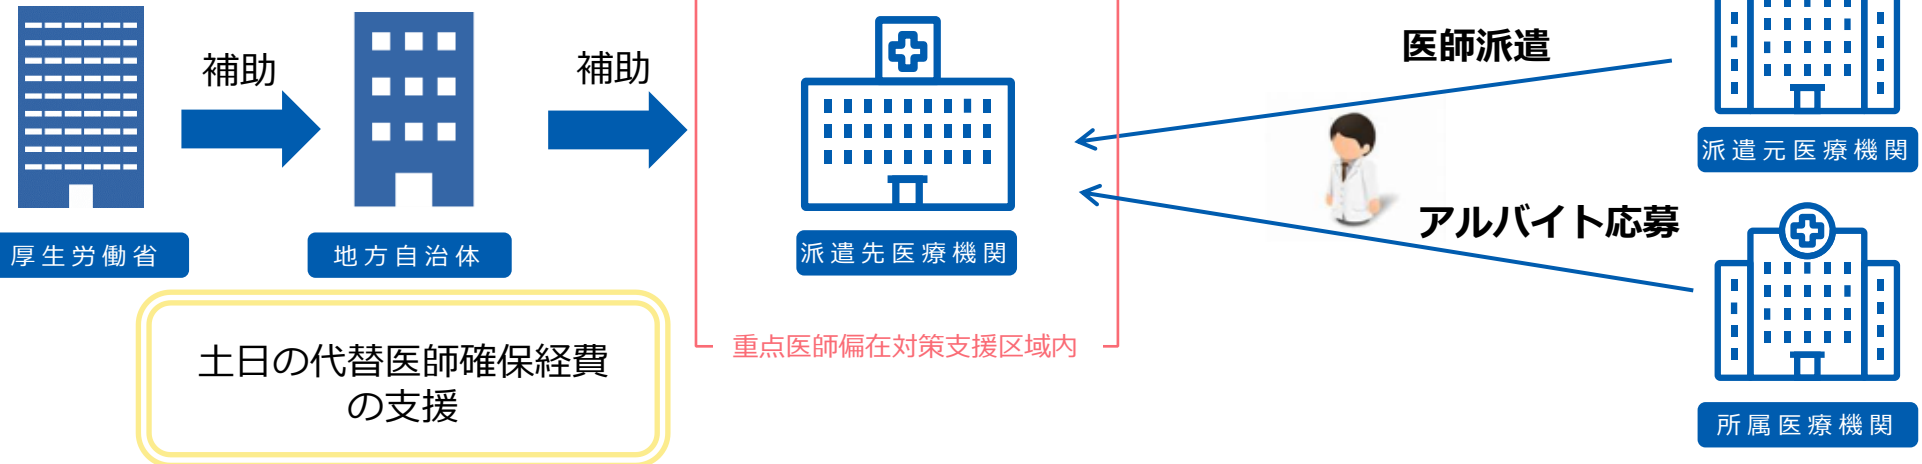 補助
補助
医師派遣
派遣元医療機関
アルバイト応募
厚生労働省
地方自治体
派遣先医療機関
重点医師偏在対策支援区域内
土日の代替医師確保経費
の支援
所属医療機関